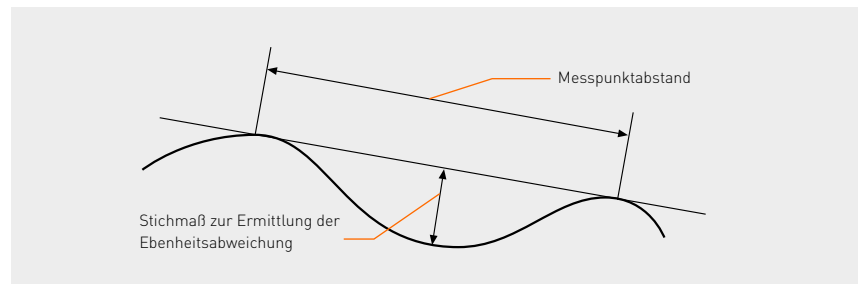 Messpunktabstand
Stichmaß zur Ermittlung der
Ebenheitsabweichung